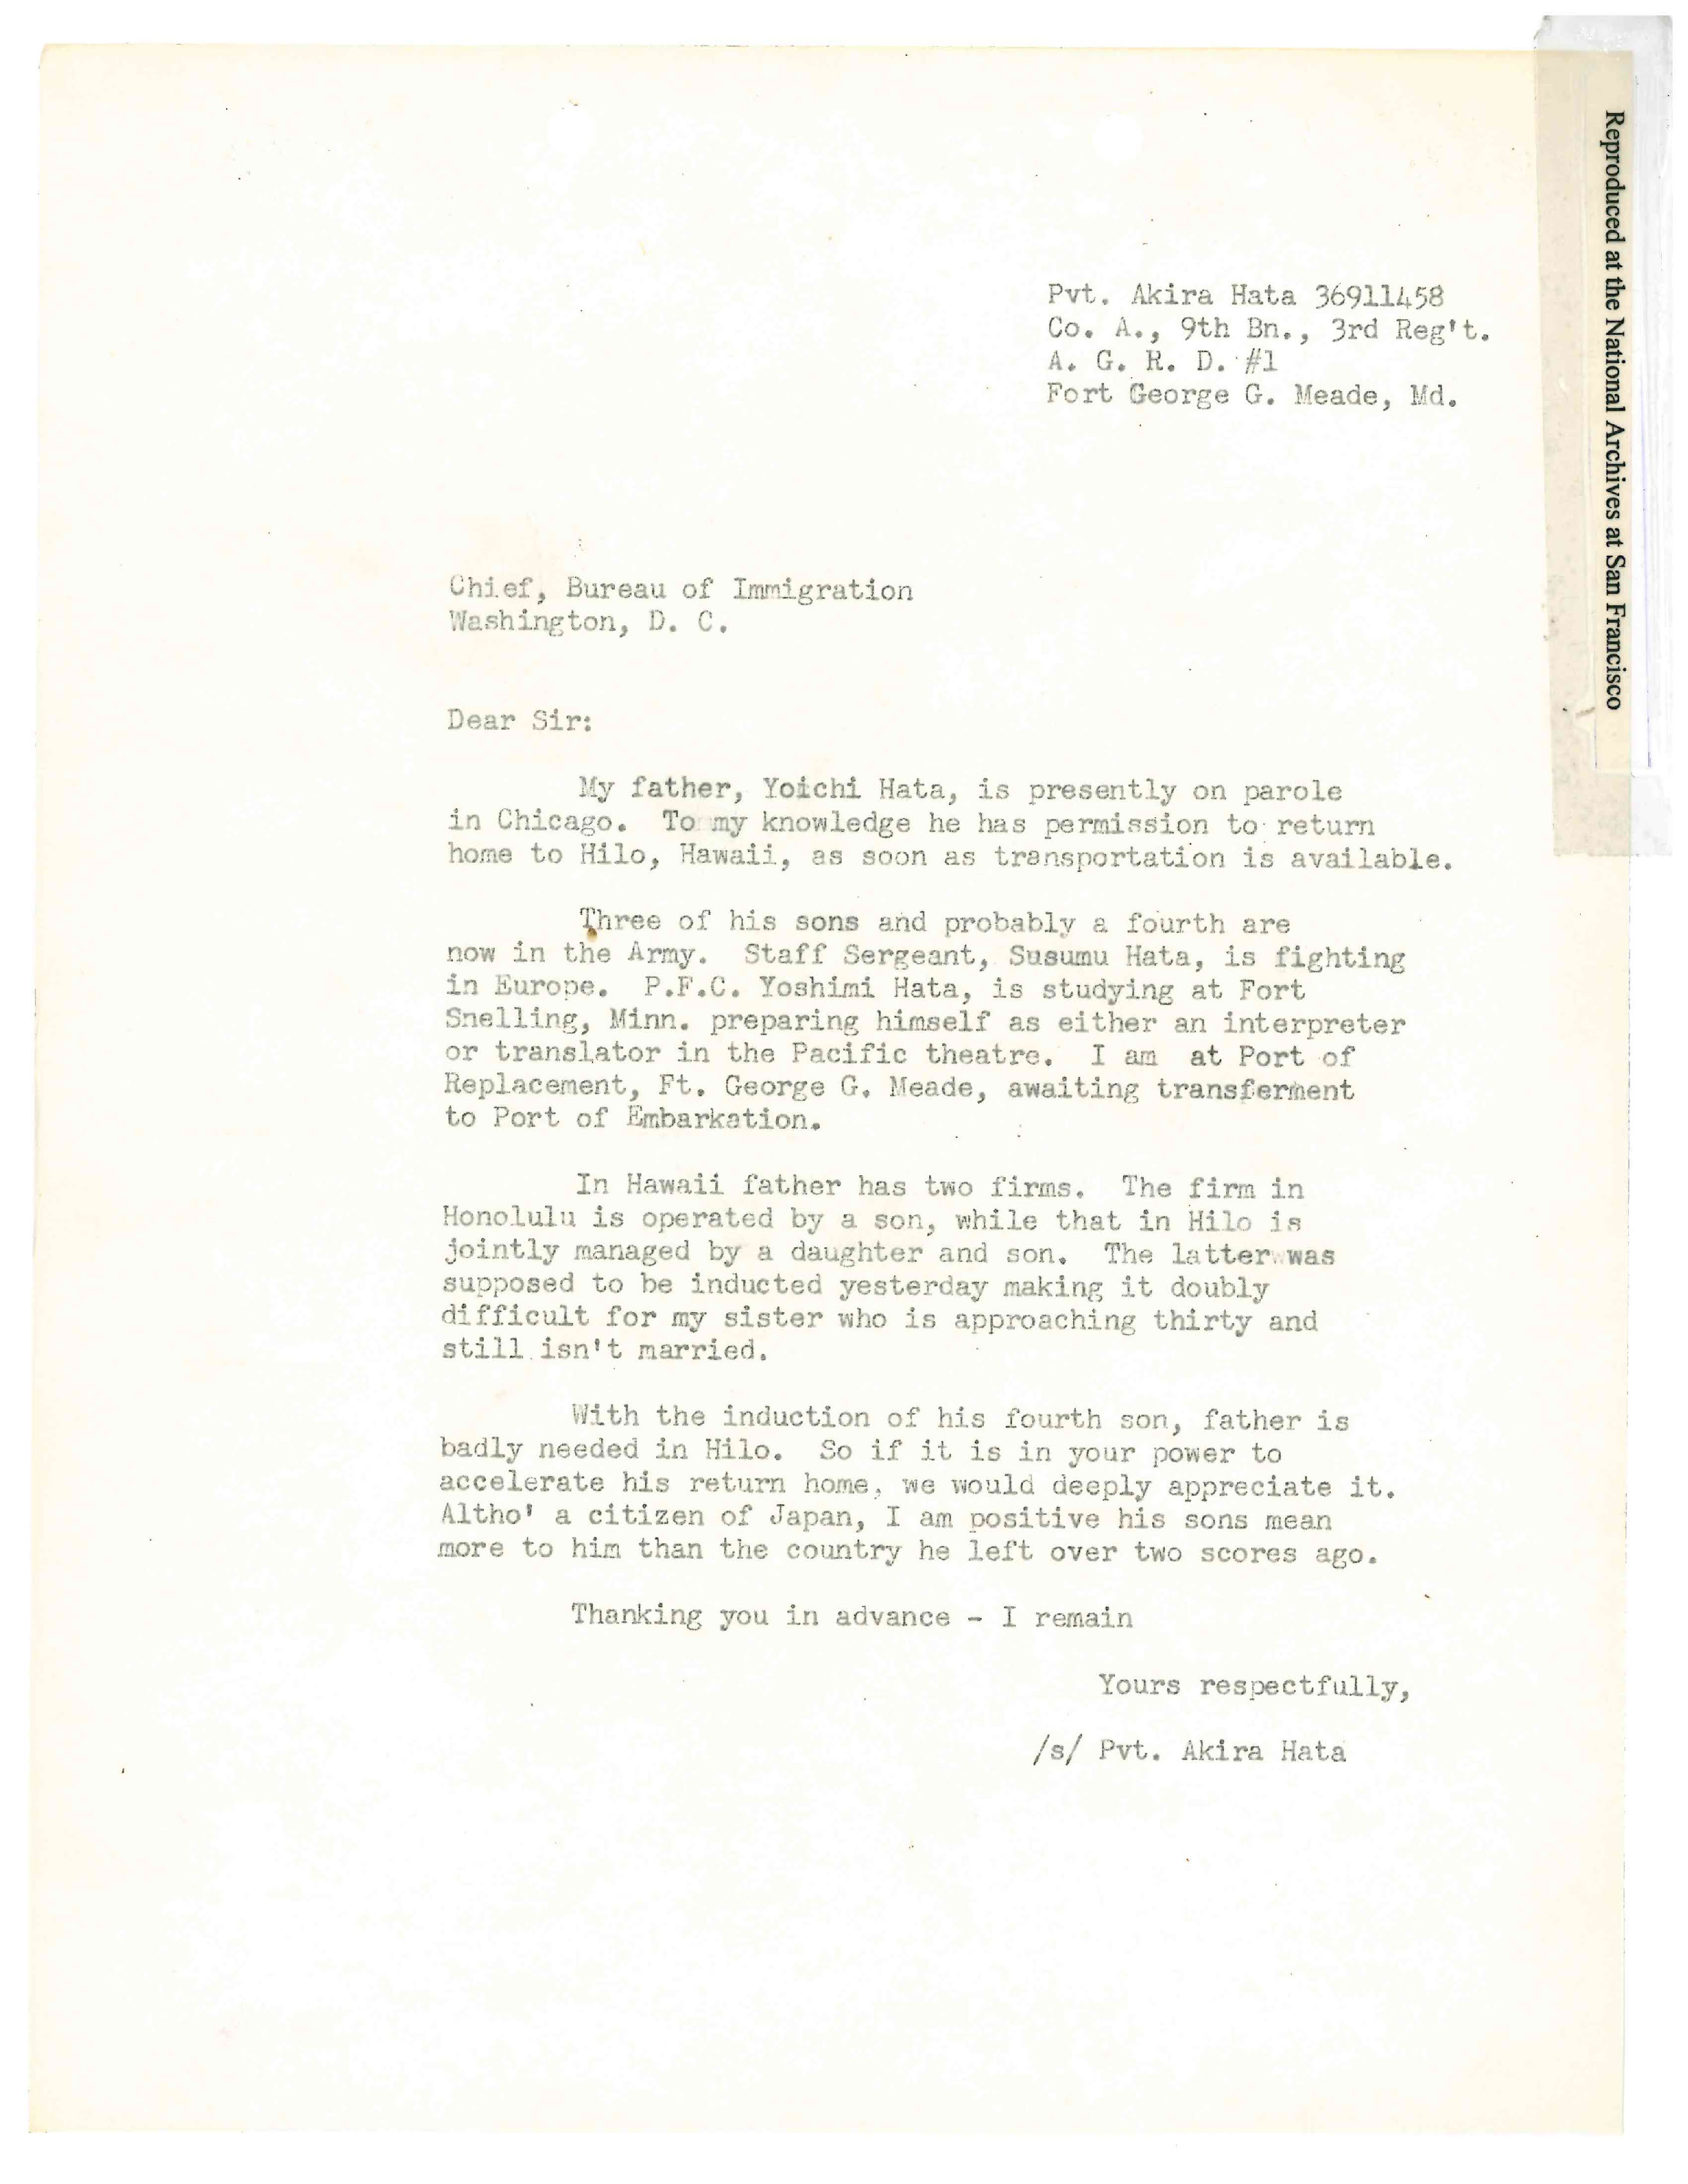 Reproduced at the National Archives at San Francisco
Pvt. Akira Hata 36911458
Co. A., 9th Bn., 3rd Reg't.
A. G. R. D. #1
Fort George G. Meade, Md.
Chief, Bureau of Immigration
Washington, D. C.
Dear Sir:
My father, Yoichi Hata, is presently on parole
in Chicago. To my knowledge he has permission to return
home to Hilo, Hawaii, as soon as transportation is available.
Three of his sons and probably a fourth are
now in the Army. Staff Sergeant, Susumu Hata, is fighting
in Europe. P.F.C. Yoshimi Hata, is studying at Fort
Snelling, Minn. preparing himself as either an interpreter
or translator in the Pacific theatre. I am at Port of
Replacement, Ft. George G. Meade, awaiting transferment
to Port of Embarkation.
In Hawaii father has two firms. The firm in
Honolulu is operated by a son, while that in Hilo is
jointly managed by a daughter and son. The latter was
supposed to be inducted yesterday making it doubly
difficult for my sister who is approaching thirty and
still isn't married.
With the induction of his fourth son, father is
badly needed in Hilo. So if it is in your power to
accelerate his return home, we would deeply appreciate it.
Altho' a citizen of Japan, I am positive his sons mean
more to him than the country he left over two scores ago.
Thanking you in advance - I remain
Yours respectfully,
/s/ Pvt. Akira Hata